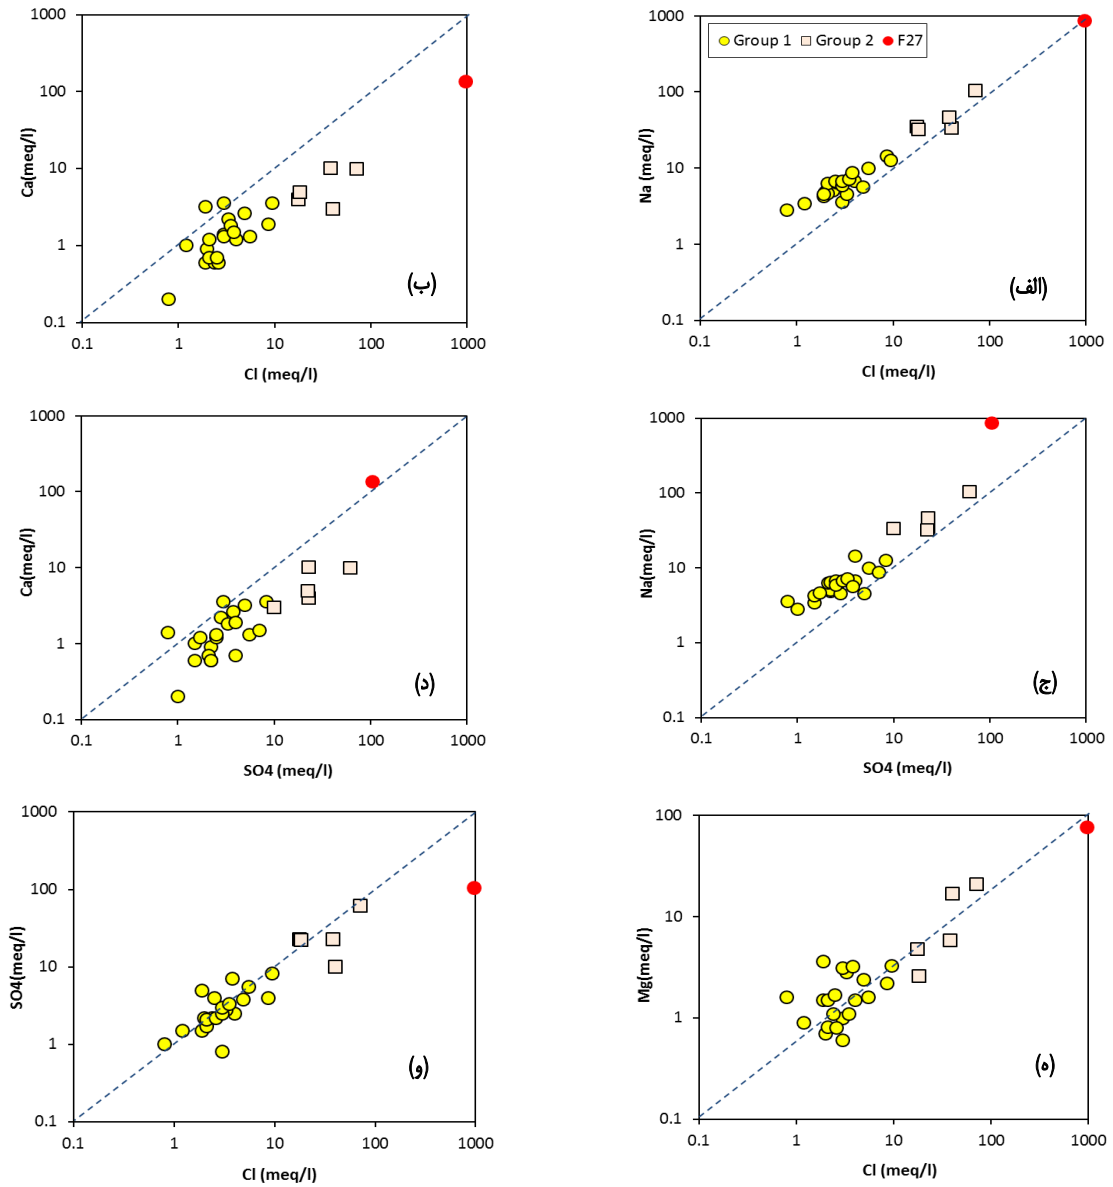 1000
100
10
1
0.1
Ca(meq/l)
(ب)
0.1 1 10 100 1000
Cl (meq/l)
1000
100
10
1
0.1
Na (meq/l)
Group 1 Group 2 F27
(الف)
0.1 1 10 100 1000
Cl (meq/l)
1000
100
10
1
0.1
Ca(meq/l)
(د)
0.1 1 10 100 1000
SO4 (meq/l)
1000
100
10
1
0.1
Na(meq/l)
(ج)
0.1 1 10 100 1000
SO4 (meq/l)
1000
100
10
1
0.1
SO4(meq/l)
(و)
0.1 1 10 100 1000
Cl (meq/l)
100
10
1
0.1
Mg(meq/l)
(ه)
0.1 1 10 100 1000
Cl (meq/l)